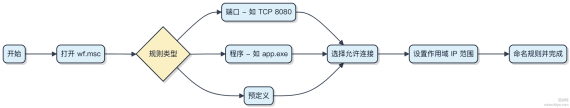 开始
打开 wf.msc
规则类型
端口 – 如 TCP 8080
程序 – 如 app.exe
预定义
选择允许连接
设置作用域 IP 范围
命名规则并完成